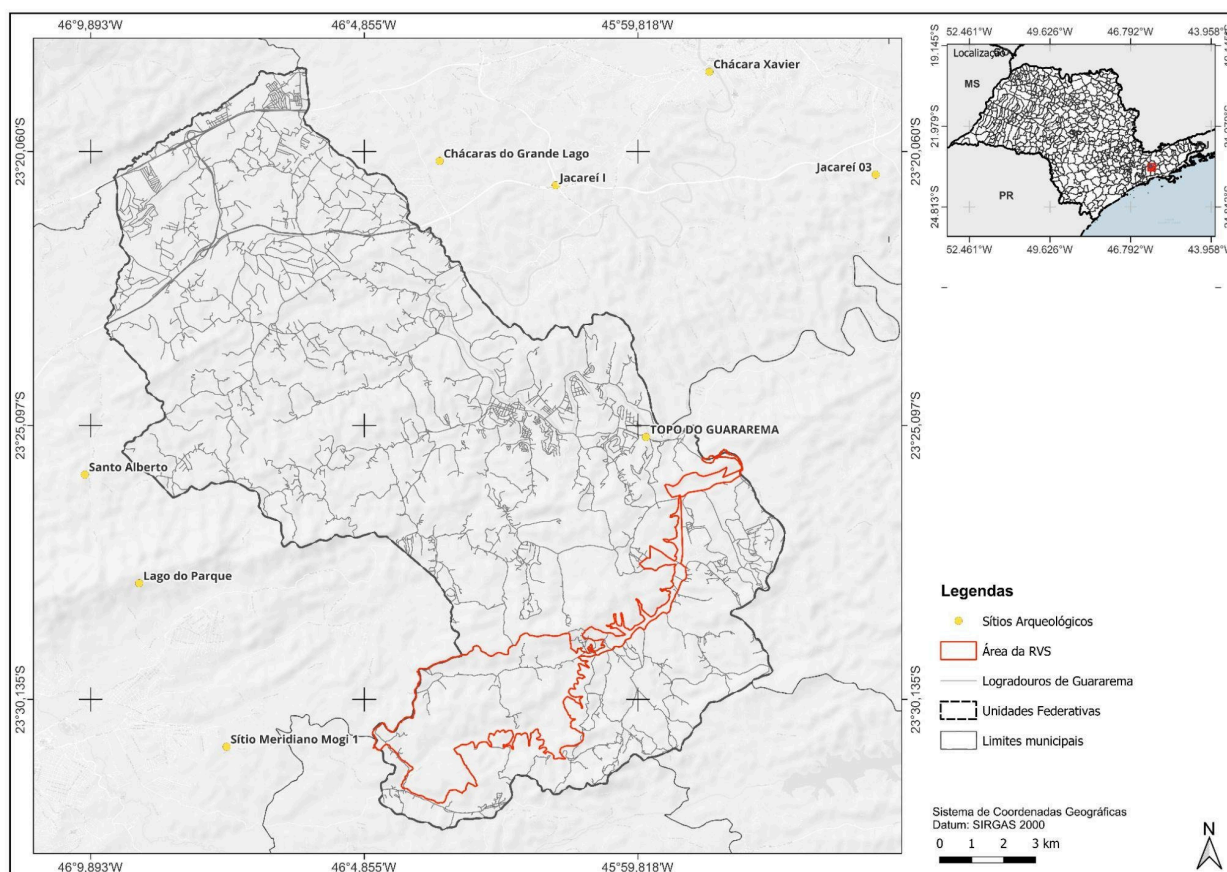 46°9,893'W
46°4,855'W
45°59,818'W
Chácara Xavier
23°20,060'S
Chácaras do Grande Lago
Jacareí I
Jacareí 03
23°20,060'S
23°25,097'S
TOPO DO GUARAREMA
23°25,097'S
Santo Alberto
Lago do Parque
23°30,135'S
Sítio Meridiano Mogi 1
23°30,135'S
46°9,893'W
46°4,855'W
45°59,818'W
52.461°W
49.626°W
46.792°W
43.958°W
19.145°S
Localização
MS
21.979°S
PR
24.813°S
52.461°W
49.626°W
46.792°W
43.958°W
Legendas
Sítios Arqueológicos
Área da RVS
Logradouros de Guararema
Unidades Federativas
Limites municipais
Sistema de Coordenadas Geográficas
Datum: SIRGAS 2000
0 1 2 3 km
N